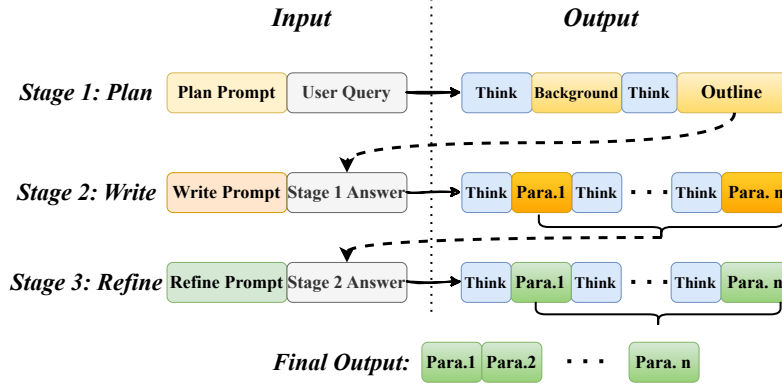 Input Output
Stage 1: Plan Plan Prompt User Query Think Background Think Outline
Stage 2: Write Write Prompt Stage 1 Answer Think Para.1 Think · · · Think Para. n
Stage 3: Refine Refine Prompt Stage 2 Answer Think Para.1 Think · · · Think Para. n
Final Output: Para.1 Para.2 · · · Para. n